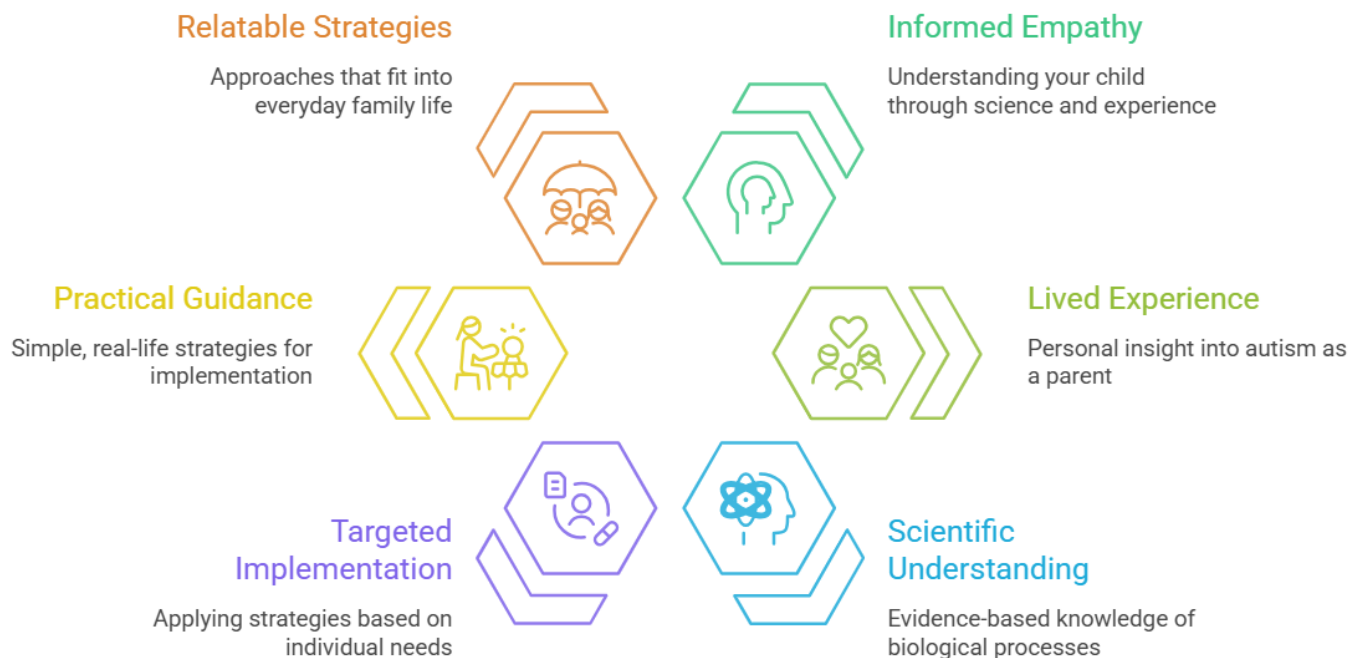 Relatable Strategies
Approaches that fit into
everyday family life
Informed Empathy
Understanding your child
through science and experience
Practical Guidance
Simple, real-life strategies for
implementation
Lived Experience
Personal insight into autism as
a parent
Targeted
Implementation
Applying strategies based on
individual needs
Scientific
Understanding
Evidence-based knowledge of
biological processes